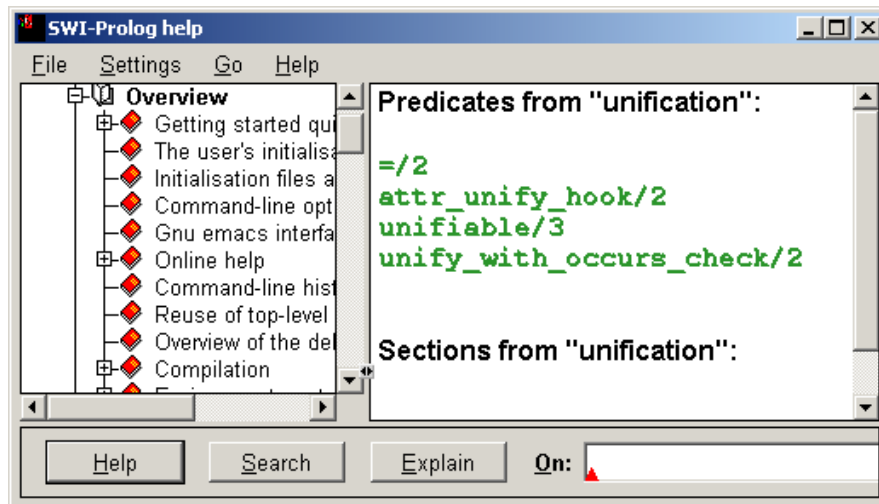 SWI-Prolog help
File Settings Go Help
Overview
Getting started qui
The user's initialisa
Initialisation files a
Command-line opt
Gnu emacs interfa
Online help
Command-line hist
Reuse of top-level
Overview of the del
Compilation
Predicates from "unification":
=/2
attr_unify_hook/2
unifiable/3
unify_with_occurs_check/2
Sections from "unification":
Help Search Explain On: